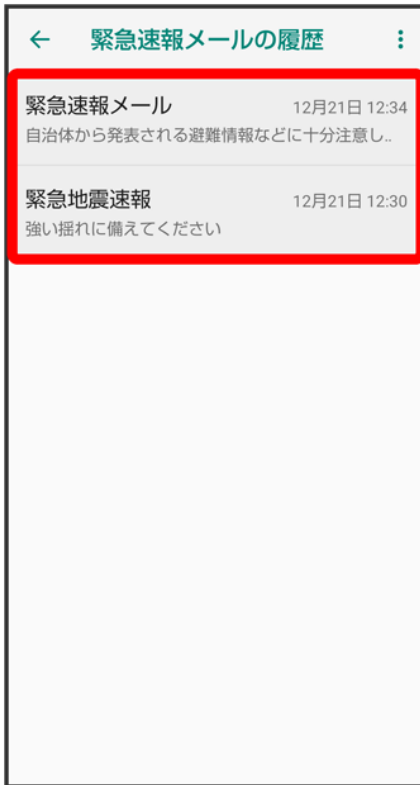 緊急速報メールの履歴
緊急速報メール 12月21日 12:34
自治体から発表される避難情報などに十分注意し..
緊急地震速報 12月21日 12:30
強い揺れに備えてください